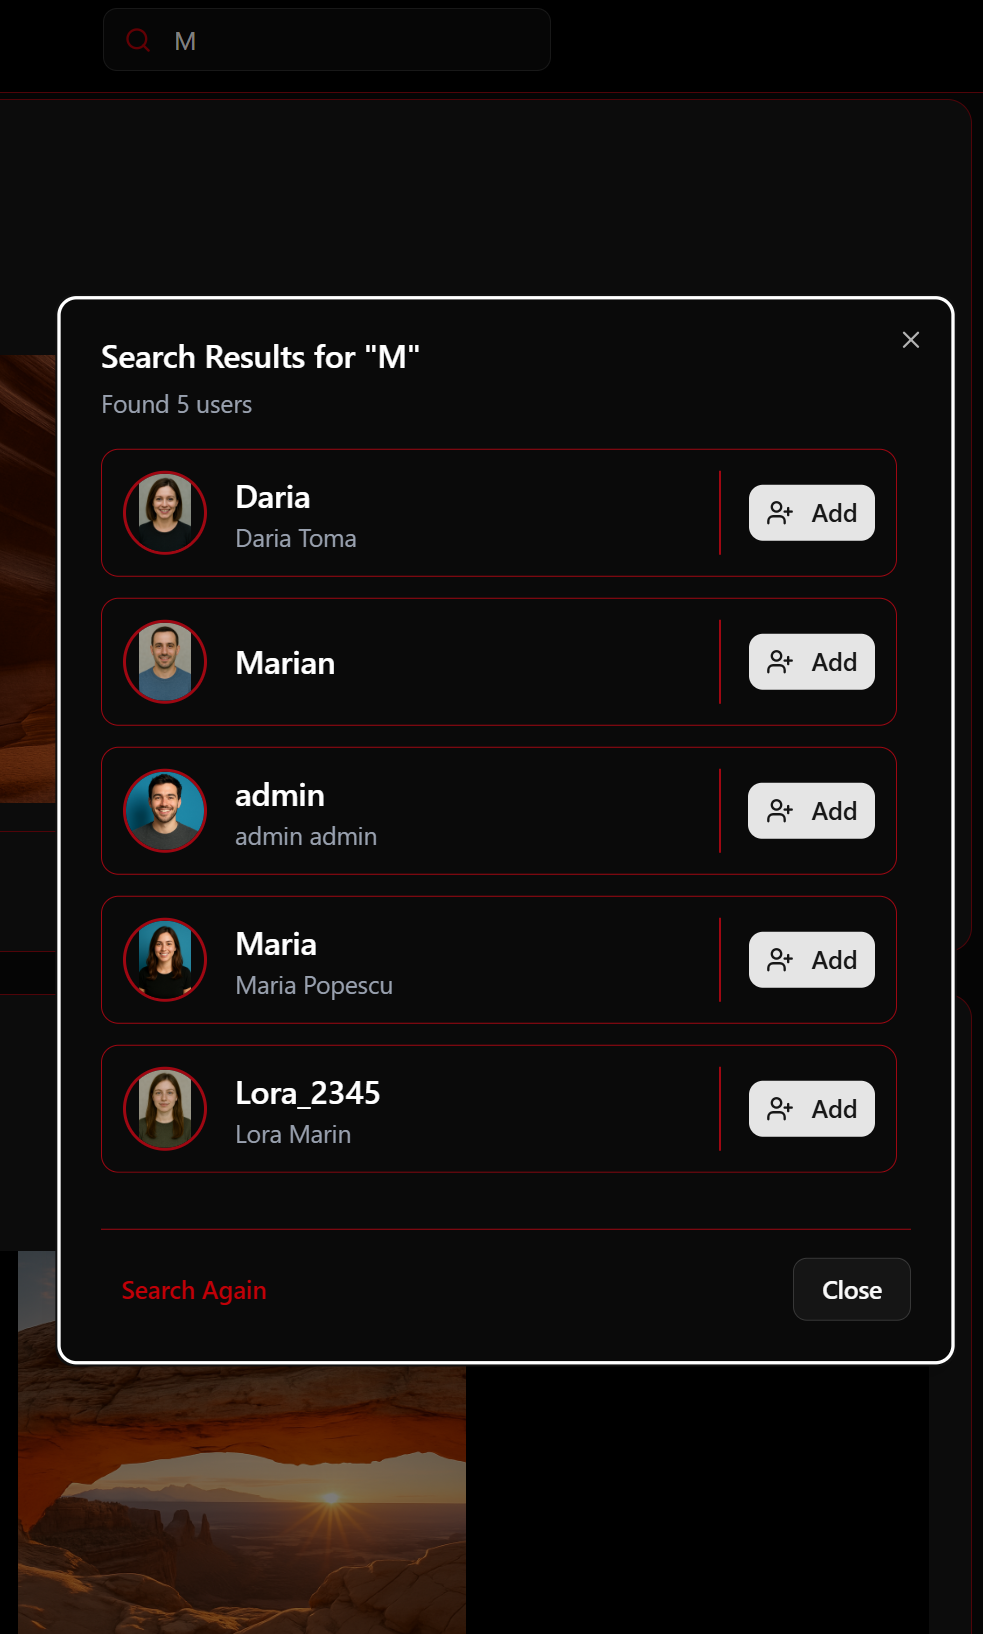 M
Search Results for "M"
Found 5 users
Daria
Daria Toma
Add
Marian
Add
admin
admin admin
Add
Maria
Maria Popescu
Add
Lora_2345
Lora Marin
Add
Search Again
Close